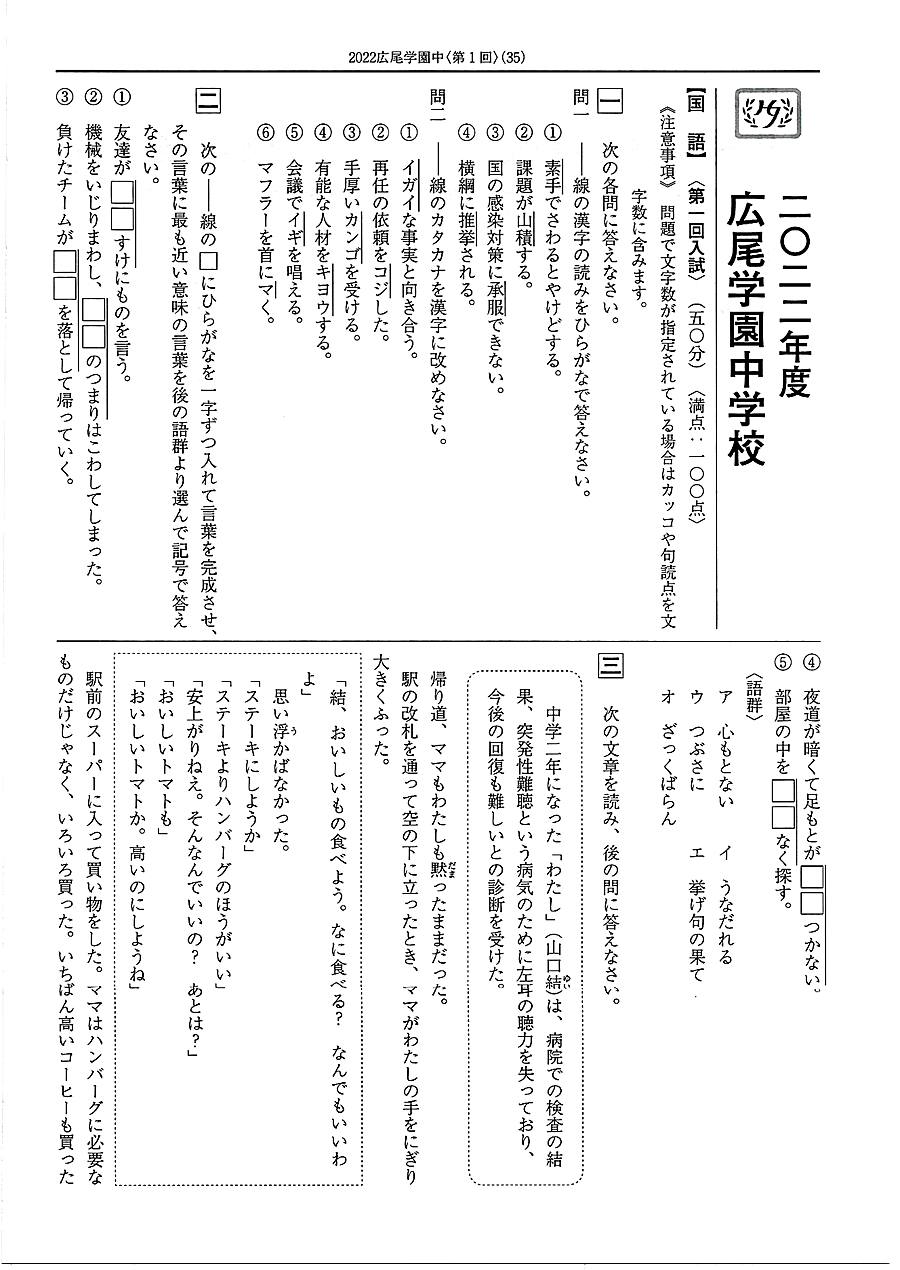 2022広尾学園中〈第1回〉(35)
二〇二二年度
広尾学園中学校
【国語】〈第一回入試〉(五〇分)〈満点：一〇〇点〉
《注意事項》 問題で文字数が指定されている場合はカッコや句読点を文
字数に含みます。
一 次の各問に答えなさい。
問一 ――線の漢字の読みをひらがなで答えなさい。
① 素手でさわるとやけどする。
② 課題が山積する。
③ 国の感染対策に承服できない。
④ 横綱に推挙される。
問二 ――線のカタカナを漢字に改めなさい。
① イガイな事実と向き合う。
② 再任の依頼をコジした。
③ 手厚いカンゴを受ける。
④ 有能な人材をキヨウする。
⑤ 会議でイギを唱える。
⑥ マフラーを首にマく。
二 次の――線の□にひらがなを一字ずつ入れて言葉を完成させ、
その言葉に最も近い意味の言葉を後の語群より選んで記号で答え
なさい。
① 友達が□□すけにものを言う。
② 機械をいじりまわし、□□のつまりはこわしてしまった。
③ 負けたチームが□□を落として帰っていく。
④ 夜道が暗くて足もとが□□つかない。
⑤ 部屋の中を□□なく探す。
〈語群〉
ア 心もとない イ うなだれる
ウ つぶさに エ 挙げ句の果て
オ ざっくばらん
三 次の文章を読み、後の問に答えなさい。
中学二年になった「わたし」（山口結ゆい）は、病院での検査の結
果、突発性難聴という病気のために左耳の聴力を失っており、
今後の回復も難しいとの診断を受けた。
帰り道、ママもわたしも黙だまったままだった。
駅の改札を通って空の下に立ったとき、ママがわたしの手をにぎり
大きくふった。
「結、おいしいもの食べよう。なに食べる？ なんでもいいわ
よ」
思い浮うかばなかった。
「ステーキにしようか」
「ステーキよりハンバーグのほうがいい」
「安上がりねえ。そんなんでいいの？ あとは？」
「おいしいトマトも」
「おいしいトマトか。高いのにしようね」
駅前のスーパーに入って買い物をした。ママはハンバーグに必要な
ものだけじゃなく、いろいろ買った。いちばん高いコーヒーも買った